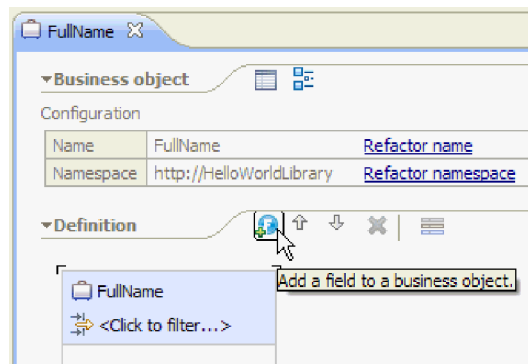 FullName
Business object
Configuration
Name FullName Refactor name
Namespace http://HelloWorldLibrary Refactor namespace
Definition
Add a field to a business object.
FullName
<Click to filter...>